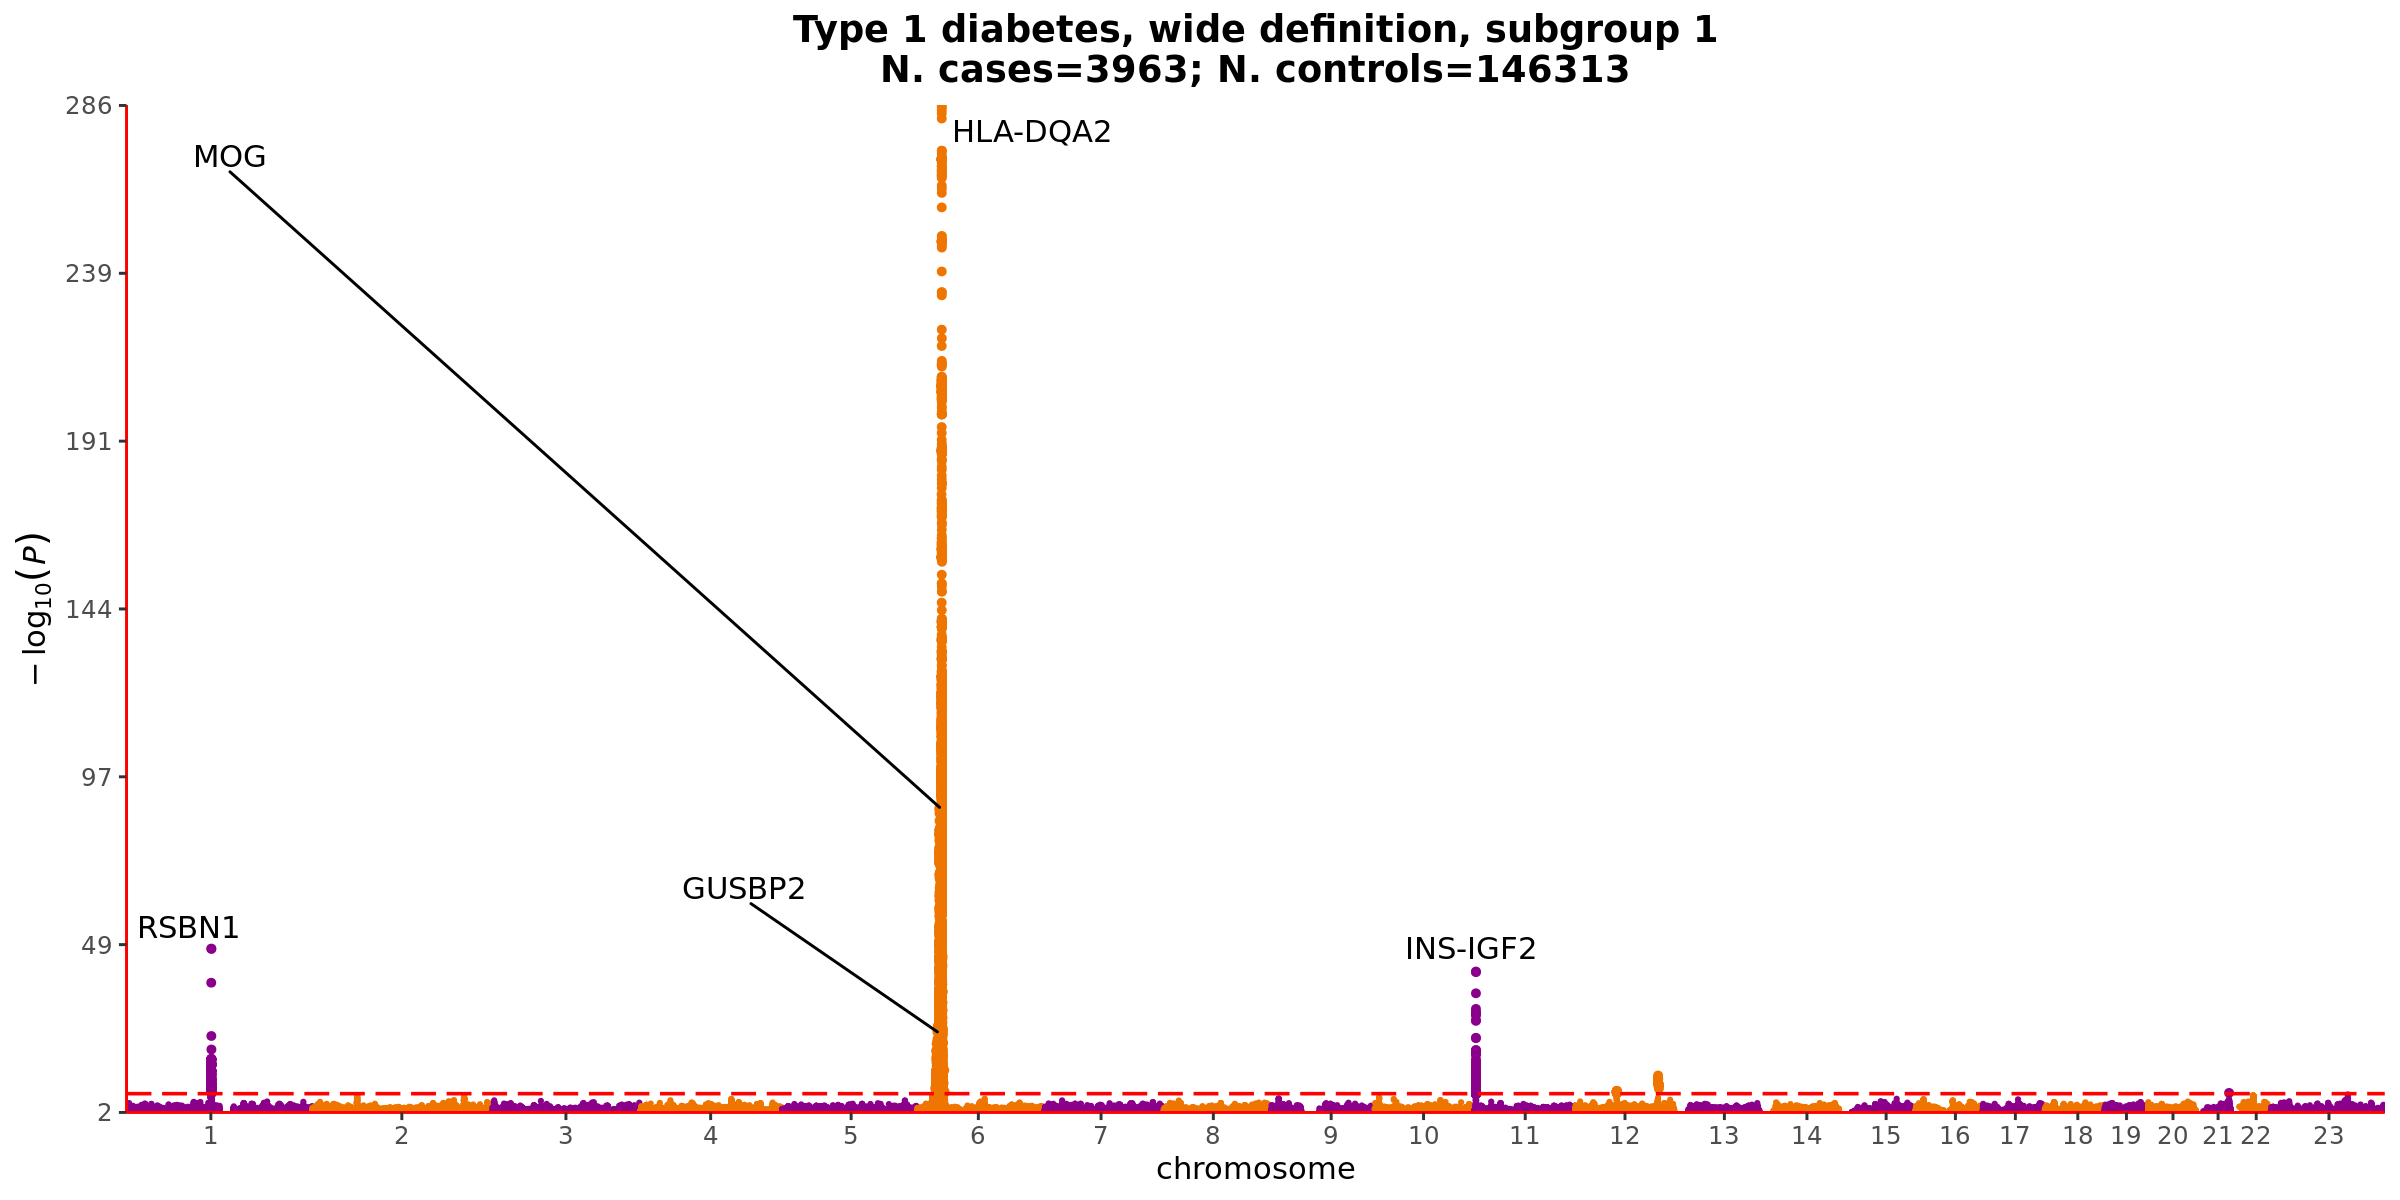 Type 1 diabetes, wide definition, subgroup 1
N. cases=3963; N. controls=146313
286
239
191
144
97
49
2
−log10(P)
MOG
HLA-DQA2
GUSBP2
RSBN1
INS-IGF2
1 2 3 4 5 6 7 8 9 10 11 12 13 14 15 16 17 18 19 20 21 22 23
chromosome